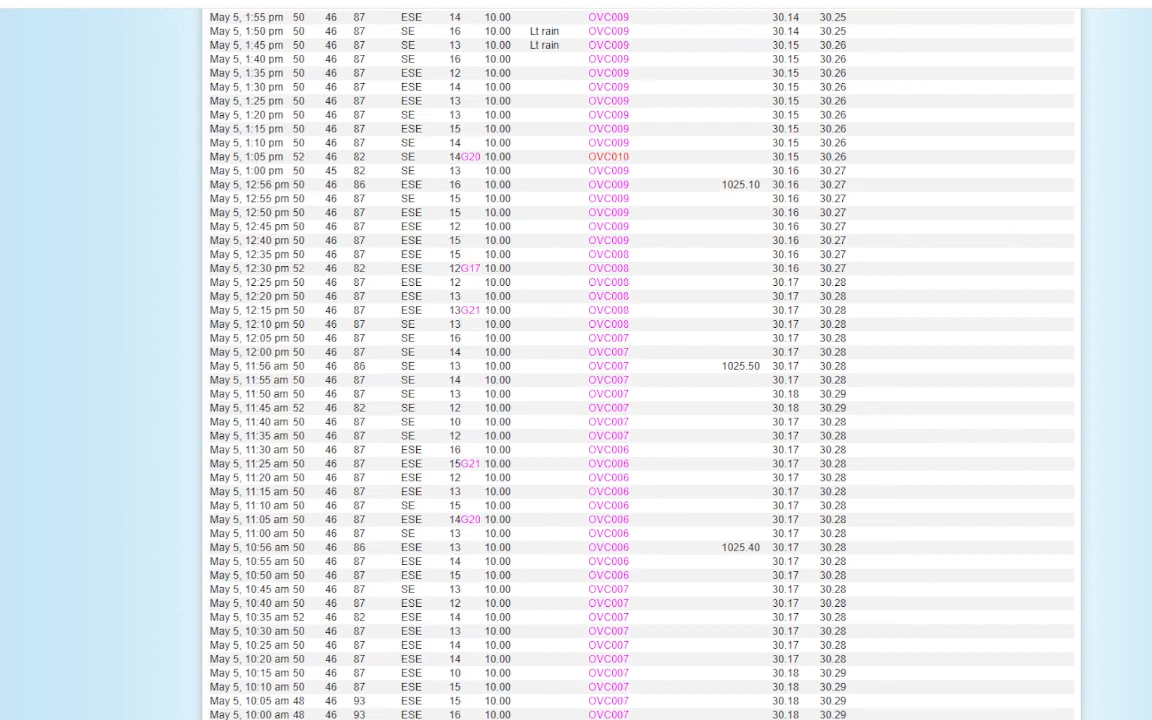 May 5, 1:55 pm 50 46 87 ESE 14 10.00 OVC009 30.14 30.25
May 5, 1:50 pm 50 46 87 SE 16 10.00 Lt rain OVC009 30.14 30.25
May 5, 1:45 pm 50 46 87 SE 13 10.00 Lt rain OVC009 30.15 30.26
May 5, 1:40 pm 50 46 87 SE 16 10.00 OVC009 30.15 30.26
May 5, 1:35 pm 50 46 87 ESE 12 10.00 OVC009 30.15 30.26
May 5, 1:30 pm 50 46 87 ESE 14 10.00 OVC009 30.15 30.26
May 5, 1:25 pm 50 46 87 ESE 13 10.00 OVC009 30.15 30.26
May 5, 1:20 pm 50 46 87 SE 13 10.00 OVC009 30.15 30.26
May 5, 1:15 pm 50 46 87 ESE 15 10.00 OVC009 30.15 30.26
May 5, 1:10 pm 50 46 87 SE 14 10.00 OVC009 30.15 30.26
May 5, 1:05 pm 52 46 82 SE 14G20 10.00 OVC010 30.15 30.26
May 5, 1:00 pm 50 45 82 SE 13 10.00 OVC009 30.16 30.27
May 5, 12:56 pm 50 46 86 ESE 16 10.00 OVC009 1025.10 30.16 30.27
May 5, 12:55 pm 50 46 87 SE 15 10.00 OVC009 30.16 30.27
May 5, 12:50 pm 50 46 87 ESE 15 10.00 OVC009 30.16 30.27
May 5, 12:45 pm 50 46 87 ESE 12 10.00 OVC009 30.16 30.27
May 5, 12:40 pm 50 46 87 ESE 15 10.00 OVC009 30.16 30.27
May 5, 12:35 pm 50 46 87 ESE 15 10.00 OVC008 30.16 30.27
May 5, 12:30 pm 52 46 82 ESE 12G17 10.00 OVC008 30.16 30.27
May 5, 12:25 pm 50 46 87 ESE 12 10.00 OVC008 30.17 30.28
May 5, 12:20 pm 50 46 87 ESE 13 10.00 OVC008 30.17 30.28
May 5, 12:15 pm 50 46 87 ESE 13G21 10.00 OVC008 30.17 30.28
May 5, 12:10 pm 50 46 87 SE 13 10.00 OVC008 30.17 30.28
May 5, 12:05 pm 50 46 87 SE 16 10.00 OVC007 30.17 30.28
May 5, 12:00 pm 50 46 87 SE 14 10.00 OVC007 30.17 30.28
May 5, 11:56 am 50 46 86 SE 13 10.00 OVC007 1025.50 30.17 30.28
May 5, 11:55 am 50 46 87 SE 14 10.00 OVC007 30.17 30.28
May 5, 11:50 am 50 46 87 SE 13 10.00 OVC007 30.18 30.29
May 5, 11:45 am 52 46 82 SE 12 10.00 OVC007 30.18 30.29
May 5, 11:40 am 50 46 87 SE 10 10.00 OVC007 30.17 30.28
May 5, 11:35 am 50 46 87 SE 12 10.00 OVC007 30.17 30.28
May 5, 11:30 am 50 46 87 ESE 16 10.00 OVC006 30.17 30.28
May 5, 11:25 am 50 46 87 ESE 15G21 10.00 OVC006 30.17 30.28
May 5, 11:20 am 50 46 87 ESE 12 10.00 OVC006 30.17 30.28
May 5, 11:15 am 50 46 87 ESE 13 10.00 OVC006 30.17 30.28
May 5, 11:10 am 50 46 87 SE 15 10.00 OVC006 30.17 30.28
May 5, 11:05 am 50 46 87 ESE 14G20 10.00 OVC006 30.17 30.28
May 5, 11:00 am 50 46 87 SE 13 10.00 OVC006 30.17 30.28
May 5, 10:56 am 50 46 86 ESE 13 10.00 OVC006 1025.40 30.17 30.28
May 5, 10:55 am 50 46 87 ESE 14 10.00 OVC006 30.17 30.28
May 5, 10:50 am 50 46 87 ESE 15 10.00 OVC006 30.17 30.28
May 5, 10:45 am 50 46 87 SE 13 10.00 OVC007 30.17 30.28
May 5, 10:40 am 50 46 87 ESE 12 10.00 OVC007 30.17 30.28
May 5, 10:35 am 52 46 82 ESE 14 10.00 OVC007 30.17 30.28
May 5, 10:30 am 50 46 87 ESE 13 10.00 OVC007 30.17 30.28
May 5, 10:25 am 50 46 87 ESE 14 10.00 OVC007 30.17 30.28
May 5, 10:20 am 50 46 87 ESE 14 10.00 OVC007 30.17 30.28
May 5, 10:15 am 50 46 87 ESE 10 10.00 OVC007 30.18 30.29
May 5, 10:10 am 50 46 87 ESE 15 10.00 OVC007 30.18 30.29
May 5, 10:05 am 48 46 93 ESE 15 10.00 OVC007 30.18 30.29
May 5, 10:00 am 48 46 93 ESE 16 10.00 OVC007 30.18 30.29